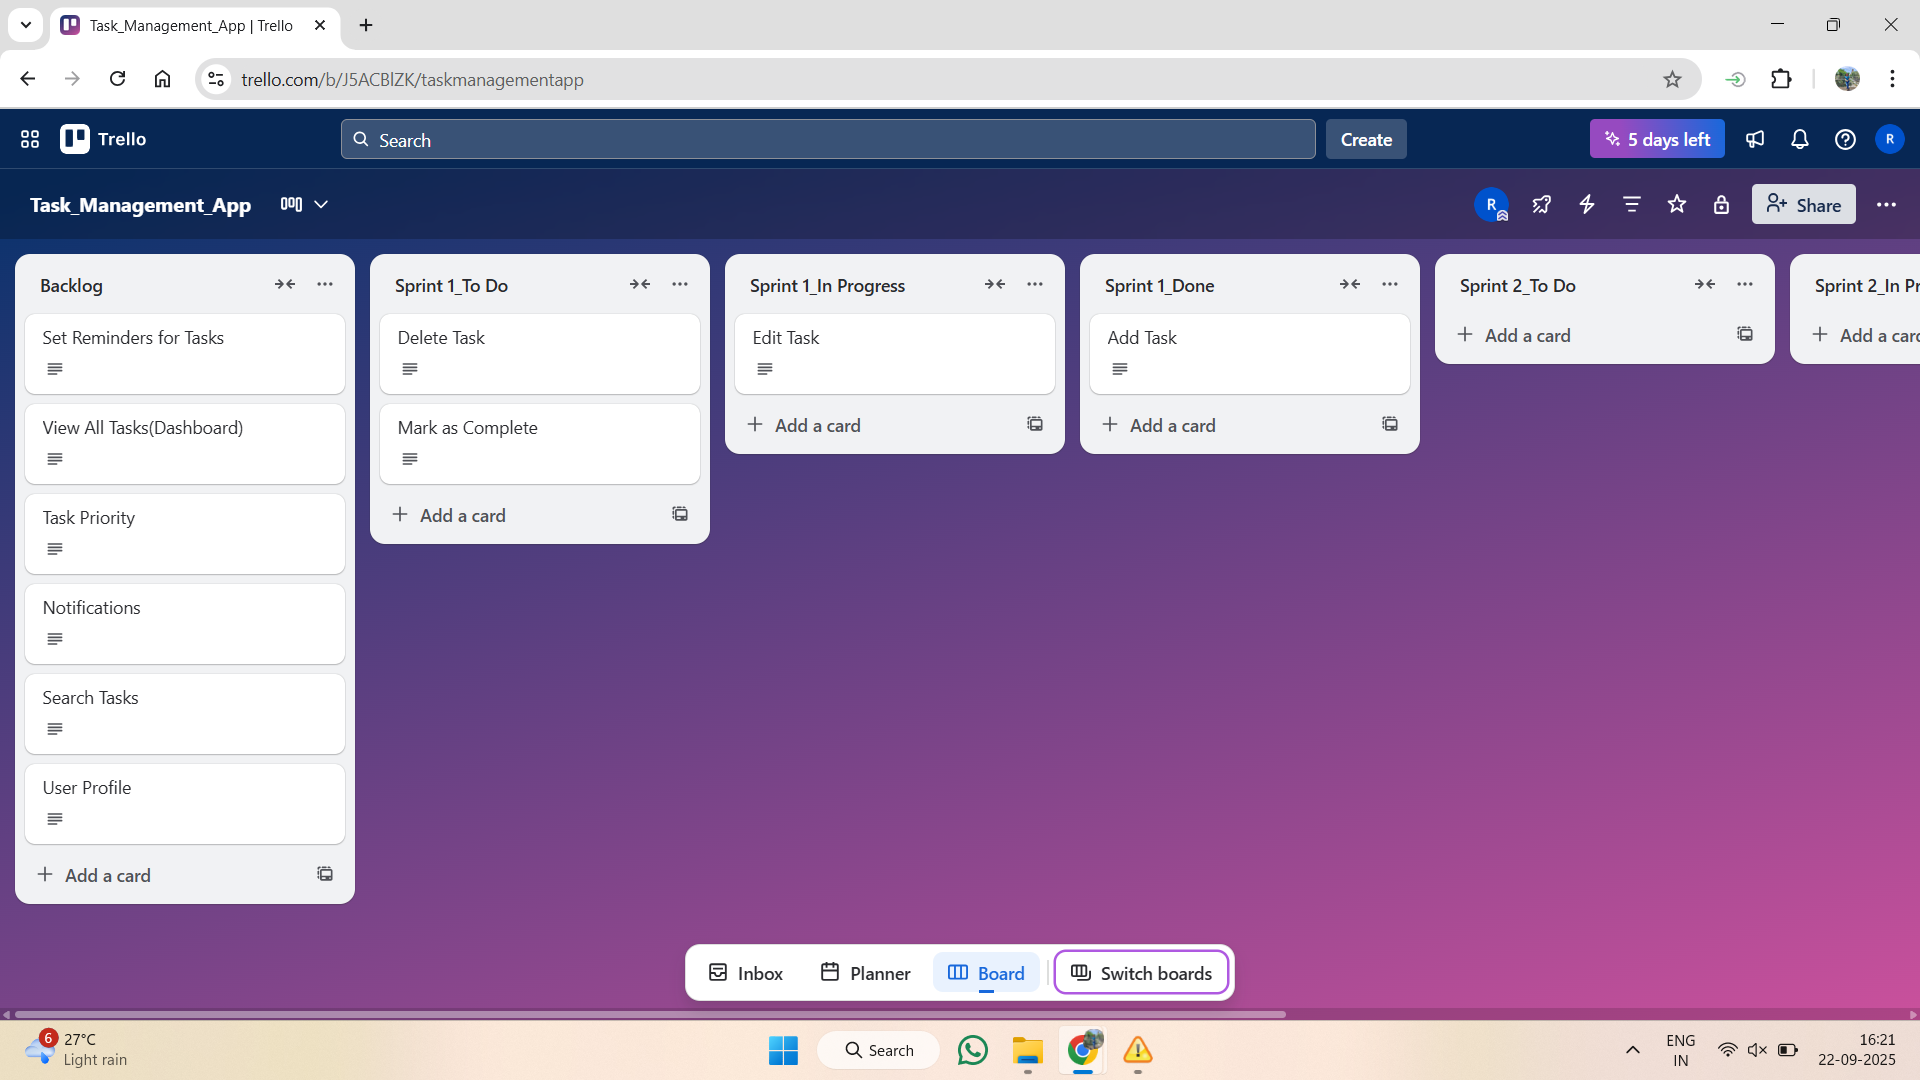 Task_Management_App | Trello
trello.com/b/J5ACBlZK/taskmanagementapp
Trello
Search
Create
5 days left
R
Task_Management_App
R
Share
Backlog
Set Reminders for Tasks
View All Tasks(Dashboard)
Task Priority
Notifications
Search Tasks
User Profile
Add a card
Sprint 1_To Do
Delete Task
Mark as Complete
Add a card
Sprint 1_In Progress
Edit Task
Add a card
Sprint 1_Done
Add Task
Add a card
Sprint 2_To Do
Add a card
Sprint 2_In Pr
Add a card
Inbox
Planner
Board
Switch boards
6
27°C
Light rain
Search
ENG
IN
16:21
22-09-2025